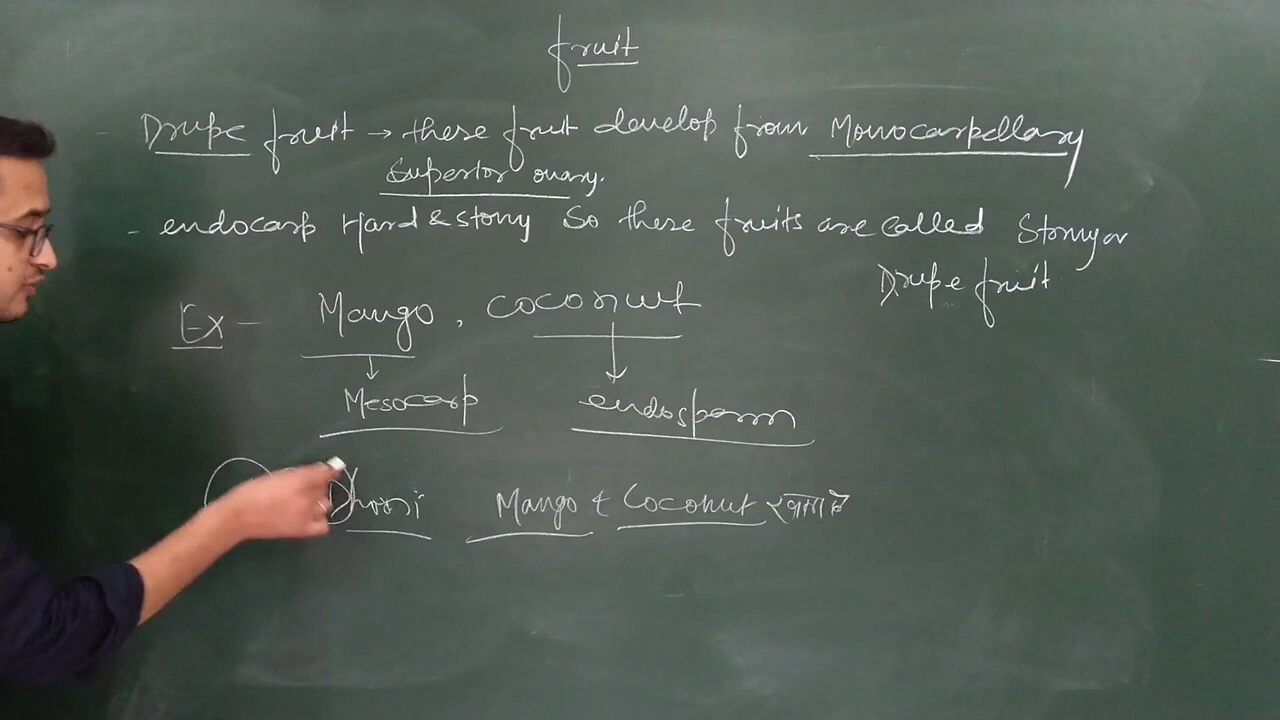 fruit
Drupe fruit → these fruit develop from Monocarpellary
Superior ovary.
- endocarp Hard & stony So these fruits are called Stony or
Drupe fruit
Ex - Mango, coconut
Mesocarp endosperm
Dhoni Mango & Coconut खाता है